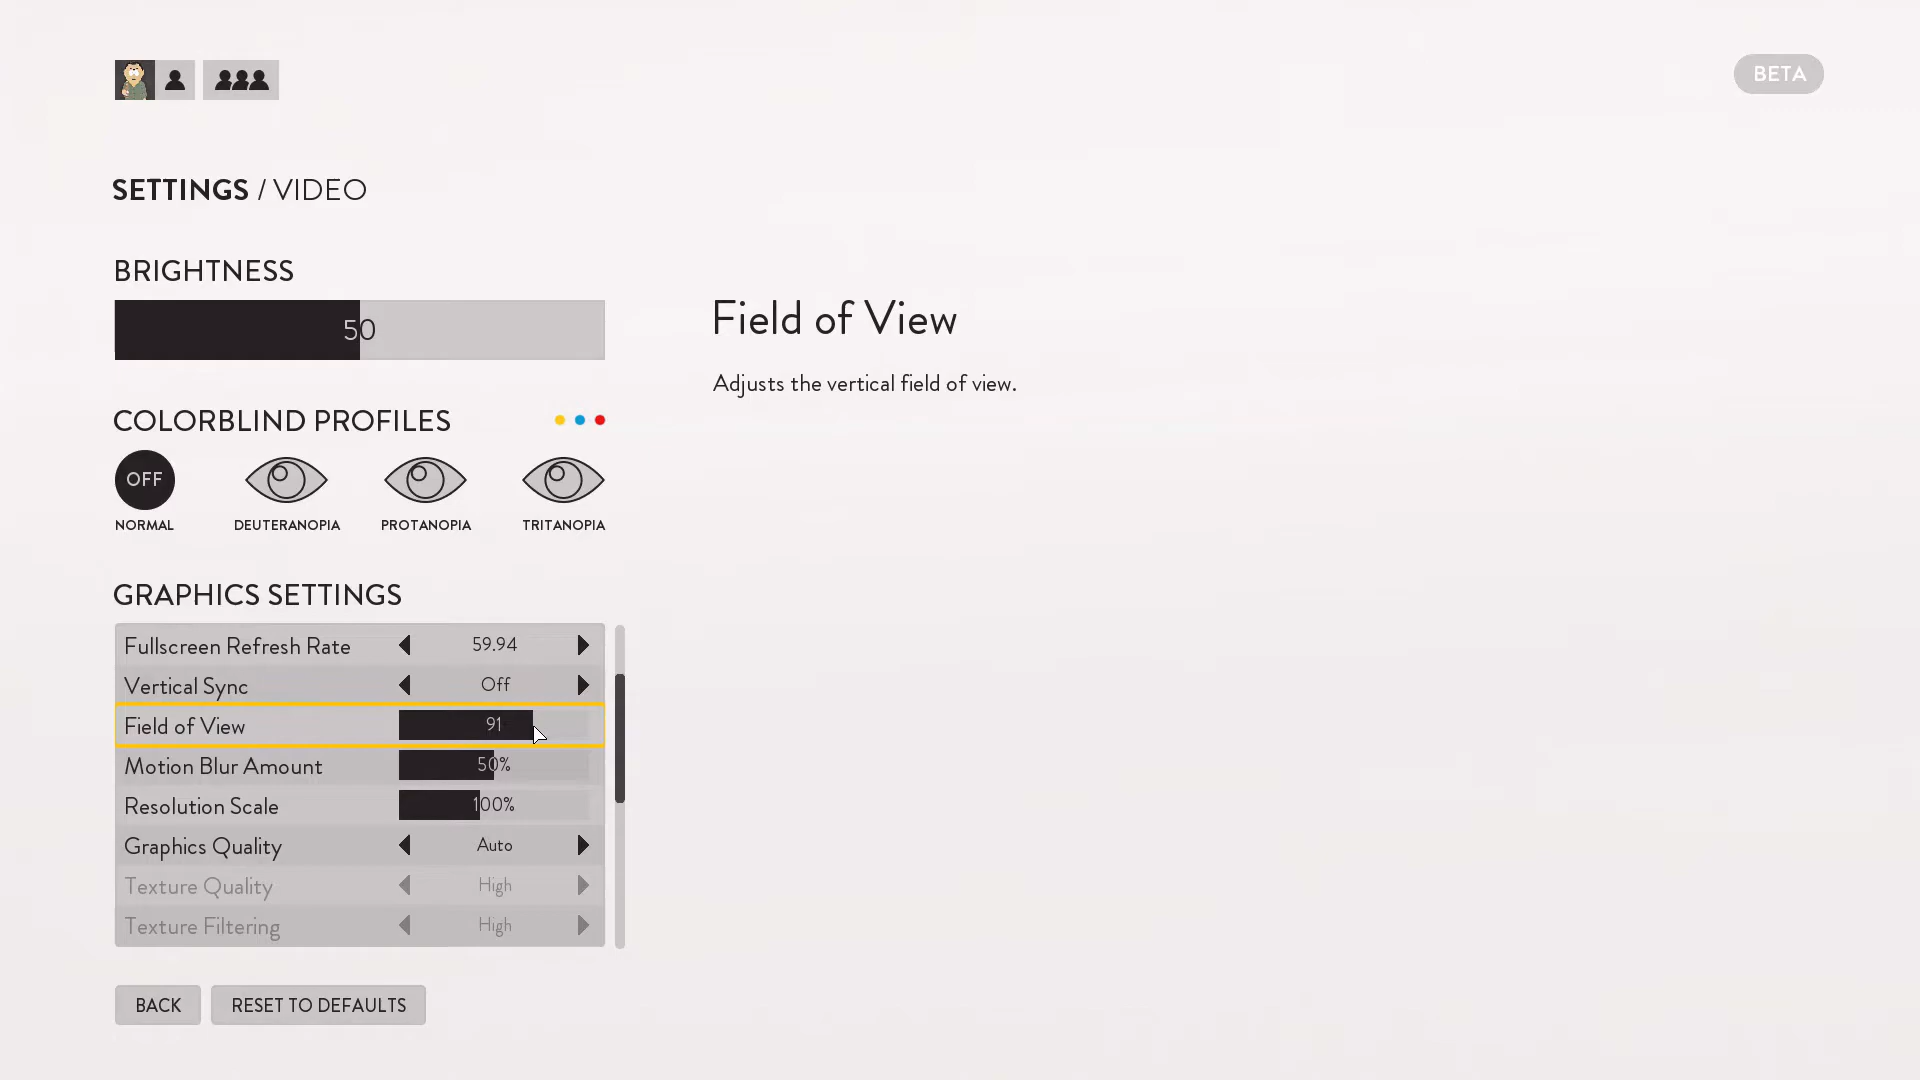 BETA
SETTINGS / VIDEO
BRIGHTNESS
50
Field of View
Adjusts the vertical field of view.
COLORBLIND PROFILES
OFF
NORMAL DEUTERANOPIA PROTANOPIA TRITANOPIA
GRAPHICS SETTINGS
Fullscreen Refresh Rate 59.94
Vertical Sync Off
Field of View 91
Motion Blur Amount 50%
Resolution Scale 100%
Graphics Quality Auto
Texture Quality High
Texture Filtering High
BACK RESET TO DEFAULTS